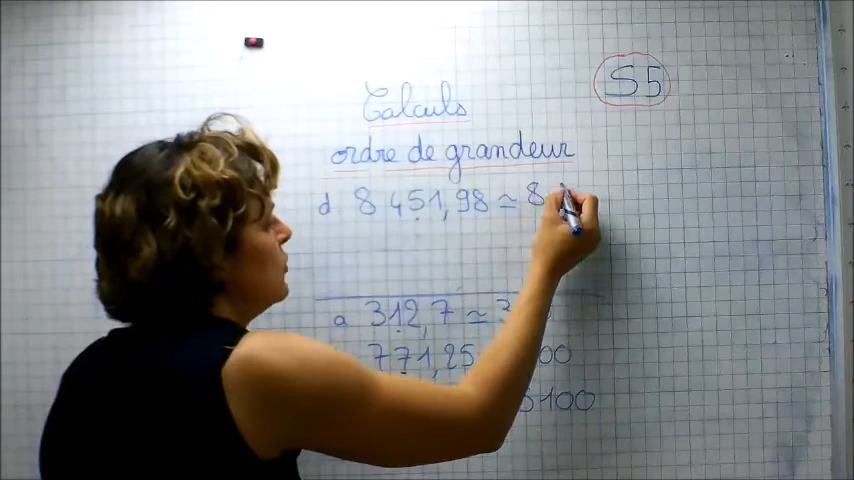 S5
Calculs
ordre de grandeur
d 8 451,98 ≃ 8
a 312,7 ≃ 3
771,25 00
5100